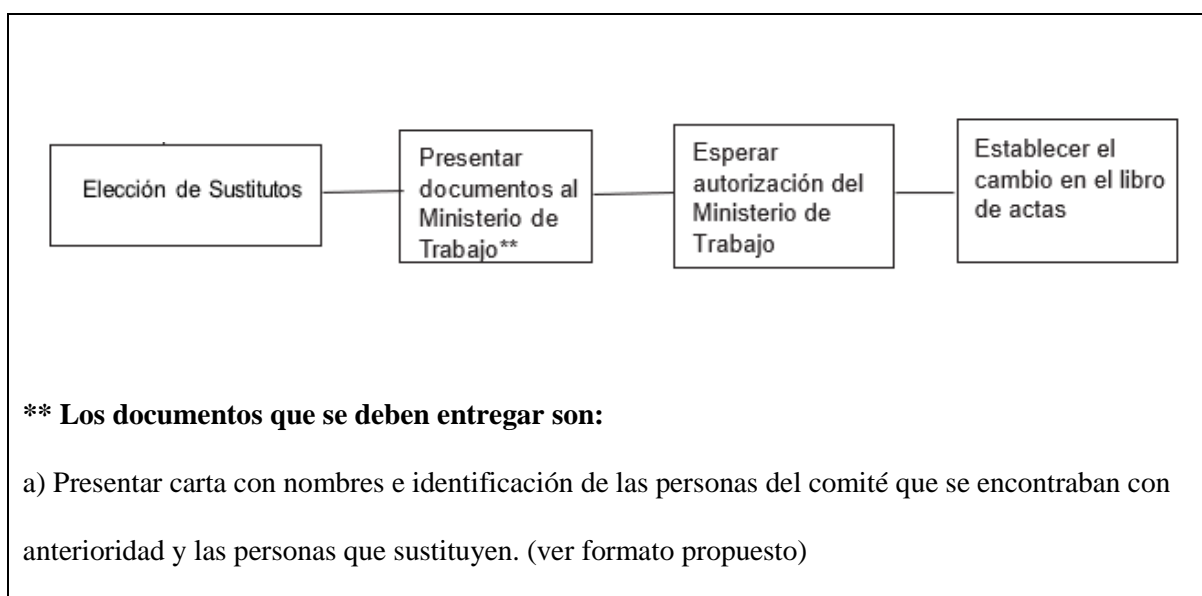 Elección de Sustitutos
Presentar
documentos al
Ministerio de
Trabajo**
Esperar
autorización del
Ministerio de
Trabajo
Establecer el
cambio en el libro
de actas
** Los documentos que se deben entregar son:
a) Presentar carta con nombres e identificación de las personas del comité que se encontraban con
anterioridad y las personas que sustituyen. (ver formato propuesto)